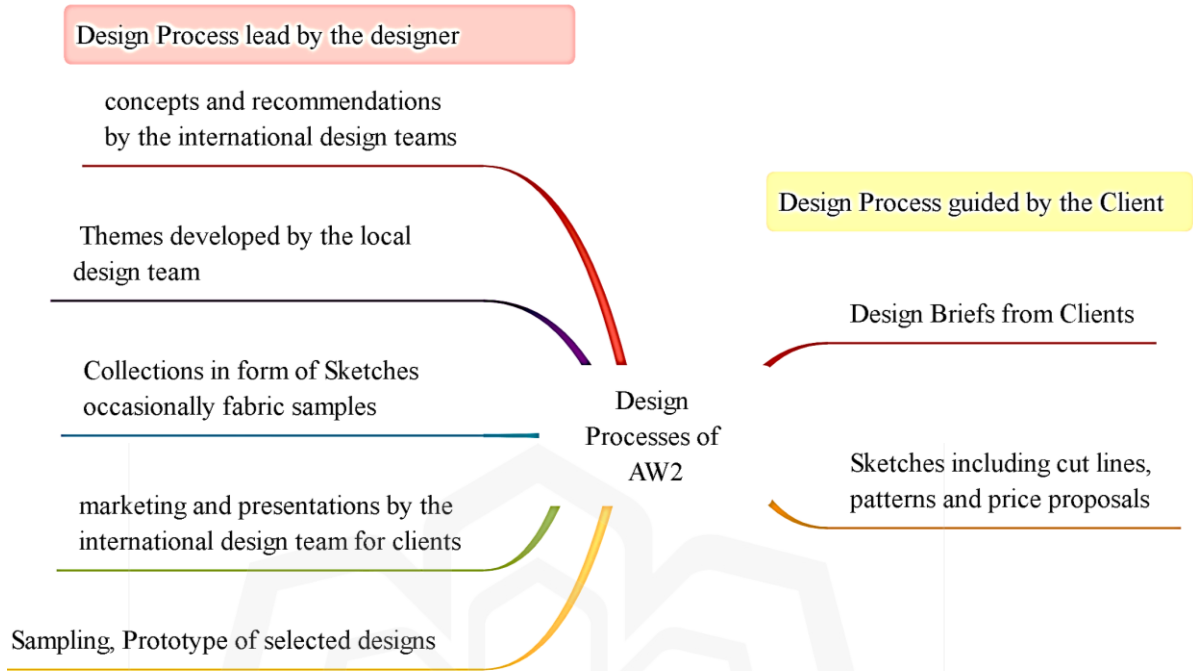 Design Process lead by the designer
concepts and recommendations
by the international design teams
Themes developed by the local
design team
Collections in form of Sketches
occasionally fabric samples
marketing and presentations by the
international design team for clients
Sampling, Prototype of selected designs
Design
Processes of
AW2
Design Process guided by the Client
Design Briefs from Clients
Sketches including cut lines,
patterns and price proposals